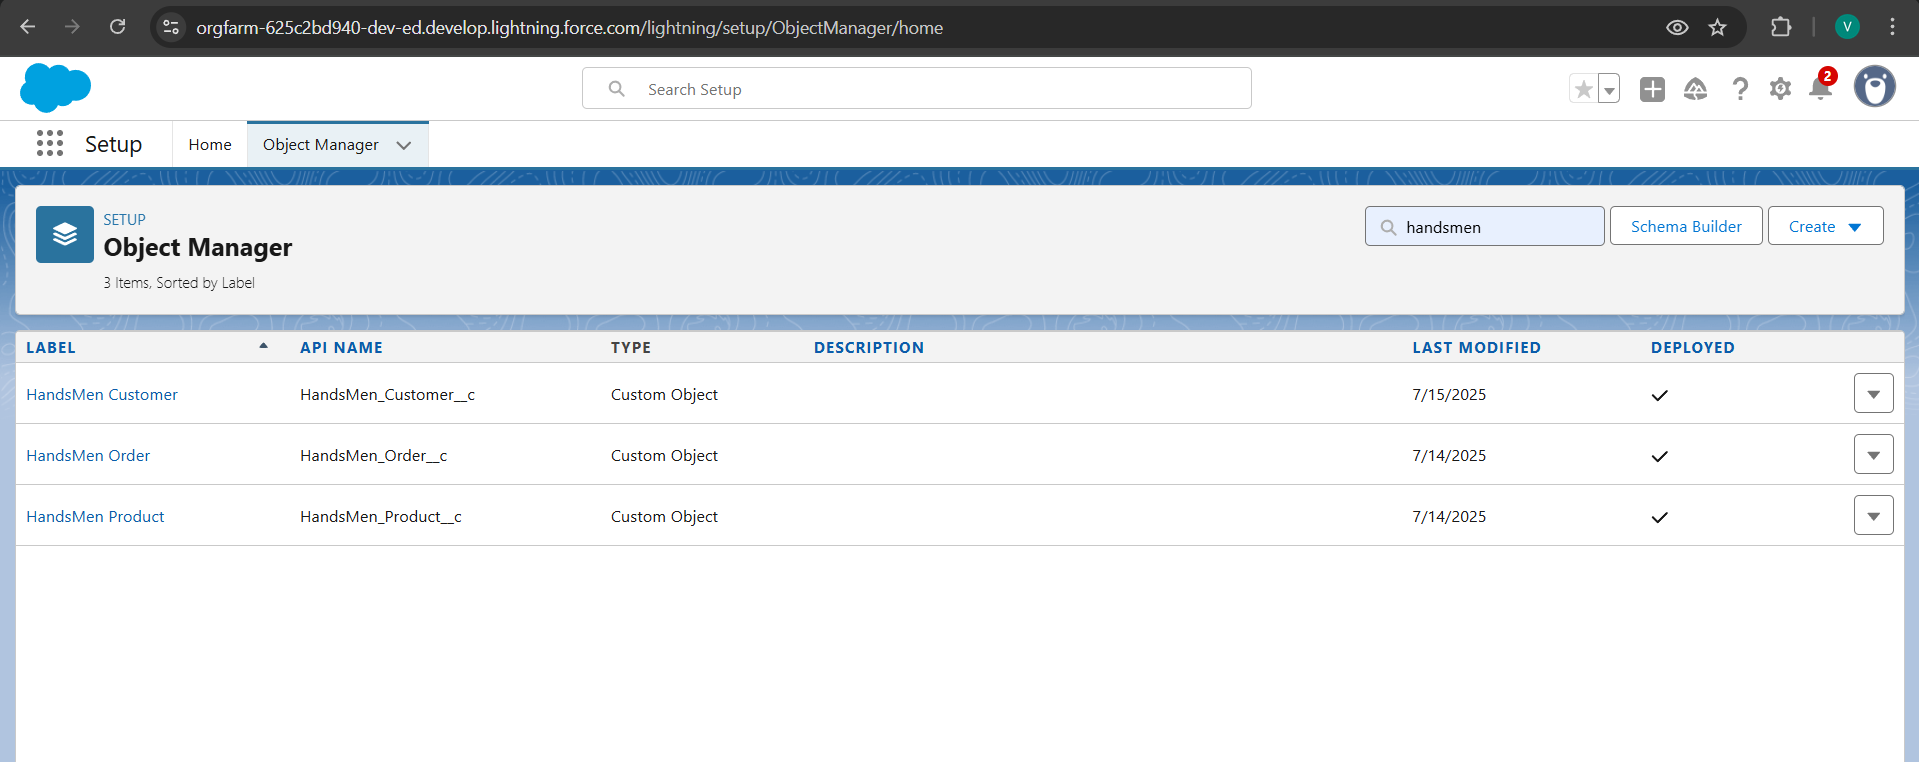 orgfarm-625c2bd940-dev-ed.develop.lightning.force.com/lightning/setup/ObjectManager/home
V
Search Setup
2
Setup
Home
Object Manager
SETUP
Object Manager
3 Items, Sorted by Label
handsmen
Schema Builder
Create
LABEL API NAME TYPE DESCRIPTION LAST MODIFIED DEPLOYED
HandsMen Customer HandsMen_Customer__c Custom Object 7/15/2025
HandsMen Order HandsMen_Order__c Custom Object 7/14/2025
HandsMen Product HandsMen_Product__c Custom Object 7/14/2025